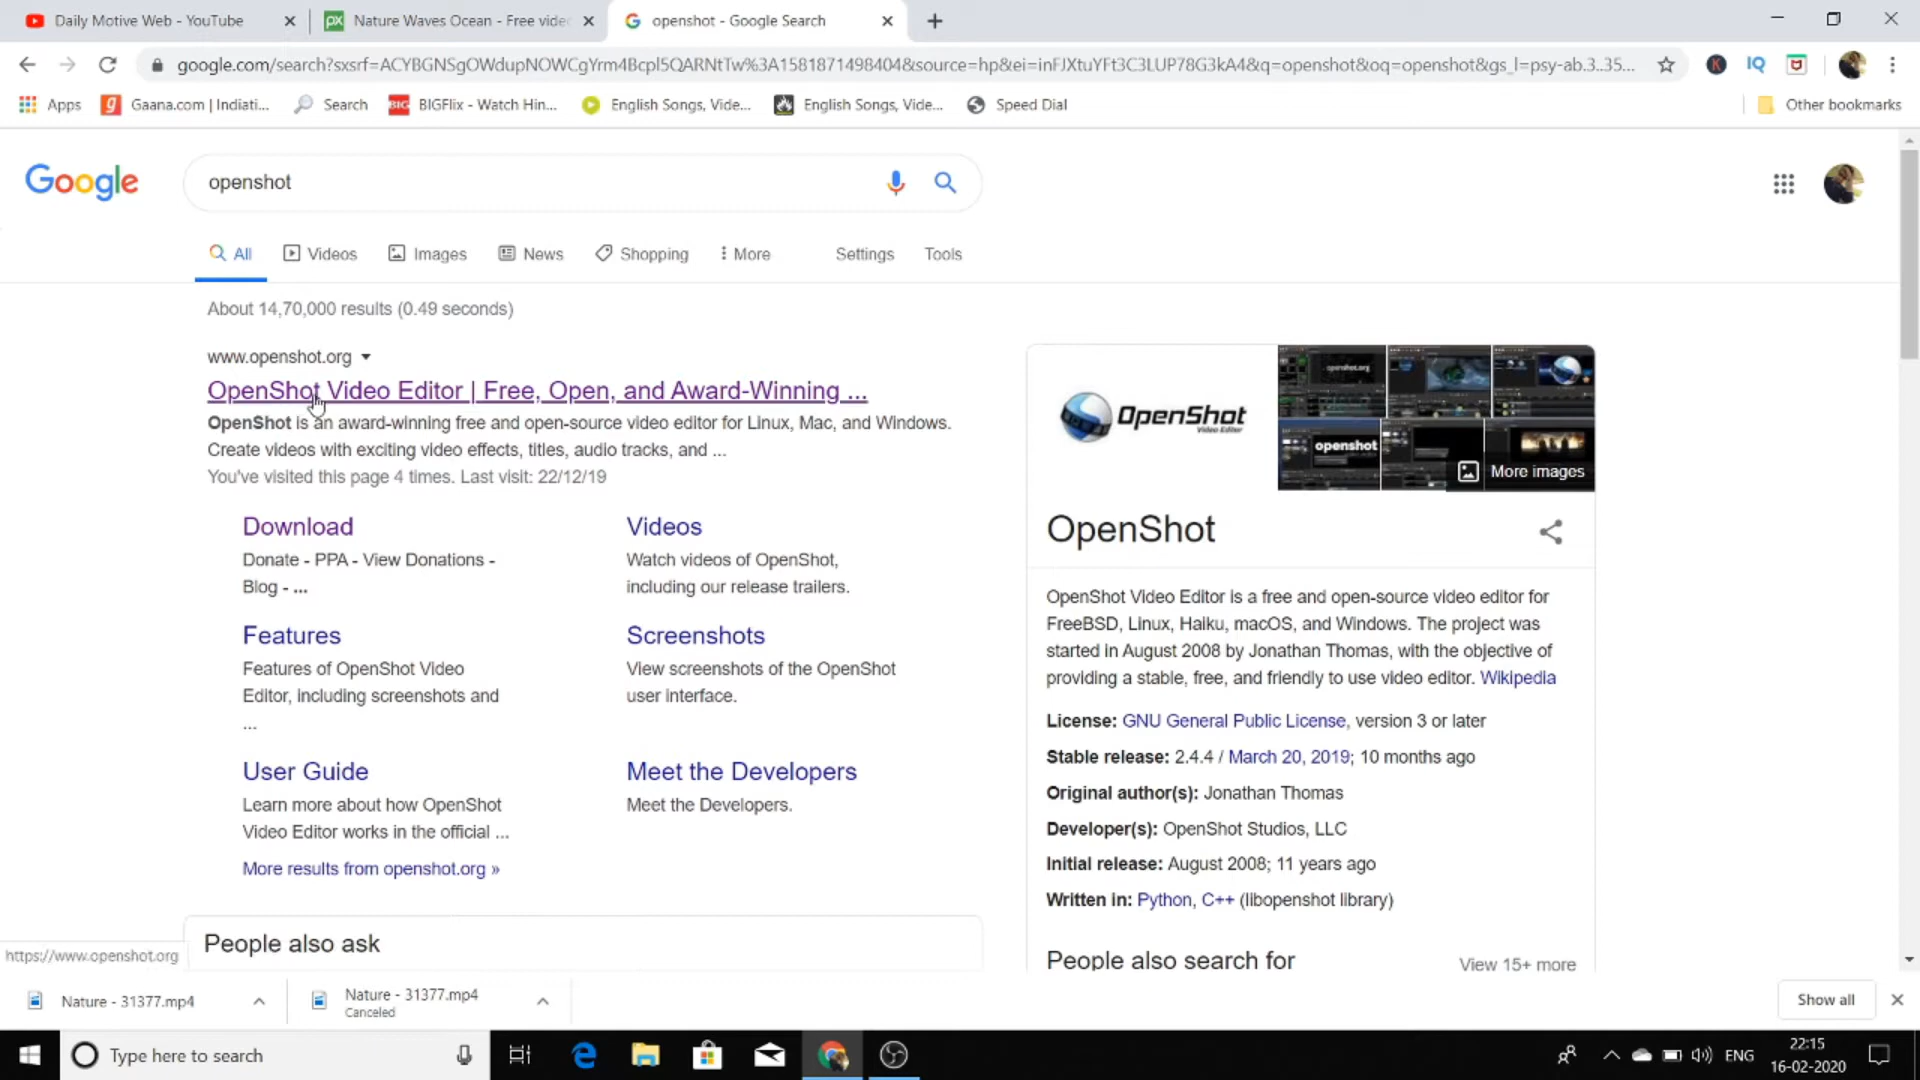 Daily Motive Web - YouTube
Nature Waves Ocean - Free vide
openshot - Google Search
google.com/search?sxsrf=ACYBGNSgOWdupNOWCgYrm4Bcpl5QARNtTw%3A1581871498404&source=hp&ei=inFJXtuYFt3C3LUP78G3kA4&q=openshot&oq=openshot&gs_l=psy-ab.3..35...
Apps
Gaana.com | Indiati...
Search
BIGFlix - Watch Hin...
English Songs, Vide...
English Songs, Vide...
Speed Dial
Other bookmarks
Google
openshot
All
Videos
Images
News
Shopping
More
Settings
Tools
About 14,70,000 results (0.49 seconds)
www.openshot.org
OpenShot Video Editor | Free, Open, and Award-Winning ...
OpenShot is an award-winning free and open-source video editor for Linux, Mac, and Windows.
Create videos with exciting video effects, titles, audio tracks, and ...
You've visited this page 4 times. Last visit: 22/12/19
Download
Donate - PPA - View Donations -
Blog - ...
Videos
Watch videos of OpenShot,
including our release trailers.
Features
Features of OpenShot Video
Editor, including screenshots and
...
Screenshots
View screenshots of the OpenShot
user interface.
User Guide
Learn more about how OpenShot
Video Editor works in the official ...
Meet the Developers
Meet the Developers.
More results from openshot.org »
People also ask
OpenShot
Video Editor
openshot
More images
OpenShot
OpenShot Video Editor is a free and open-source video editor for
FreeBSD, Linux, Haiku, macOS, and Windows. The project was
started in August 2008 by Jonathan Thomas, with the objective of
providing a stable, free, and friendly to use video editor. Wikipedia
License: GNU General Public License, version 3 or later
Stable release: 2.4.4 / March 20, 2019; 10 months ago
Original author(s): Jonathan Thomas
Developer(s): OpenShot Studios, LLC
Initial release: August 2008; 11 years ago
Written in: Python, C++ (libopenshot library)
People also search for
View 15+ more
https://www.openshot.org
Nature - 31377.mp4
Nature - 31377.mp4
Canceled
Show all
Type here to search
ENG
22:15
16-02-2020